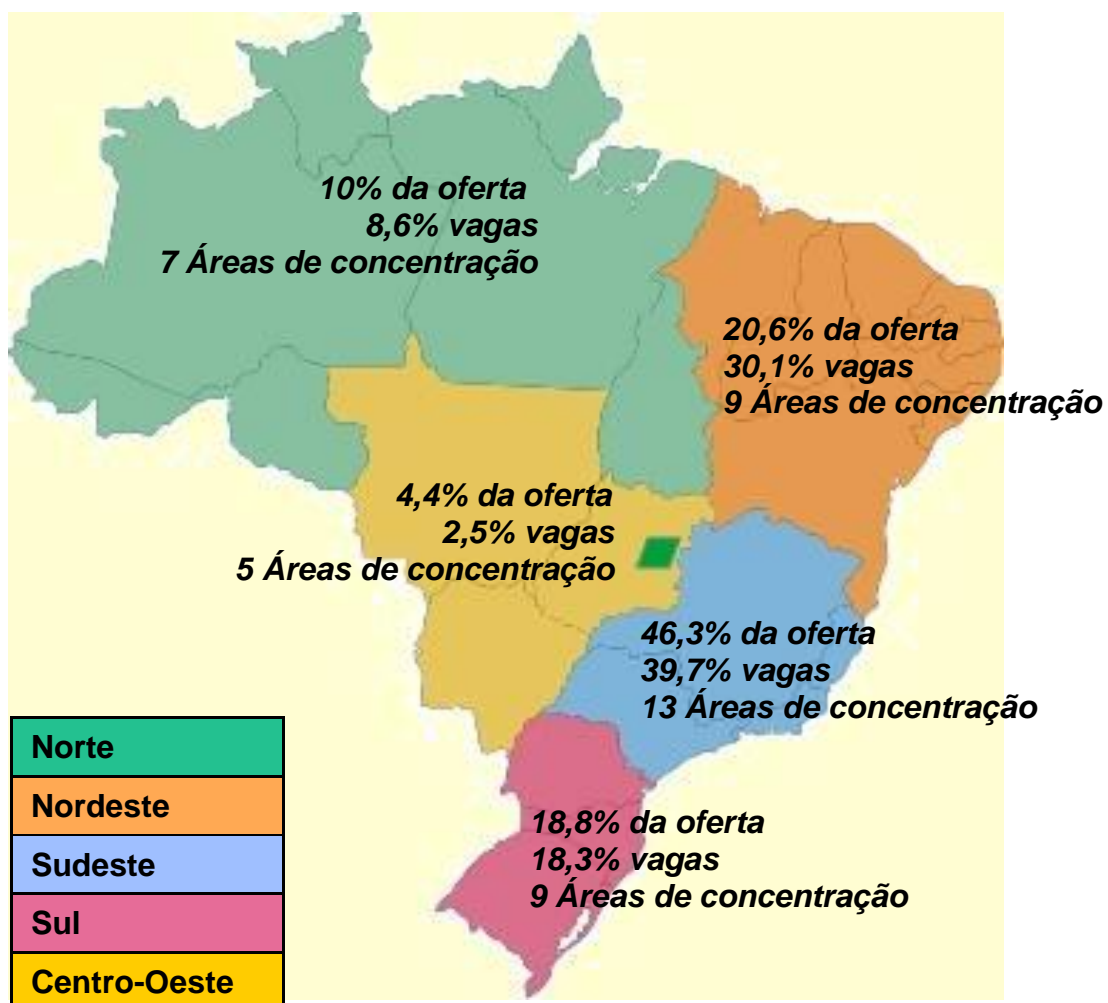 10% da oferta
8,6% vagas
7 Áreas de concentração
20,6% da oferta
30,1% vagas
9 Áreas de concentração
4,4% da oferta
2,5% vagas
5 Áreas de concentração
46,3% da oferta
39,7% vagas
13 Áreas de concentração
18,8% da oferta
18,3% vagas
9 Áreas de concentração
Norte
Nordeste
Sudeste
Sul
Centro-Oeste